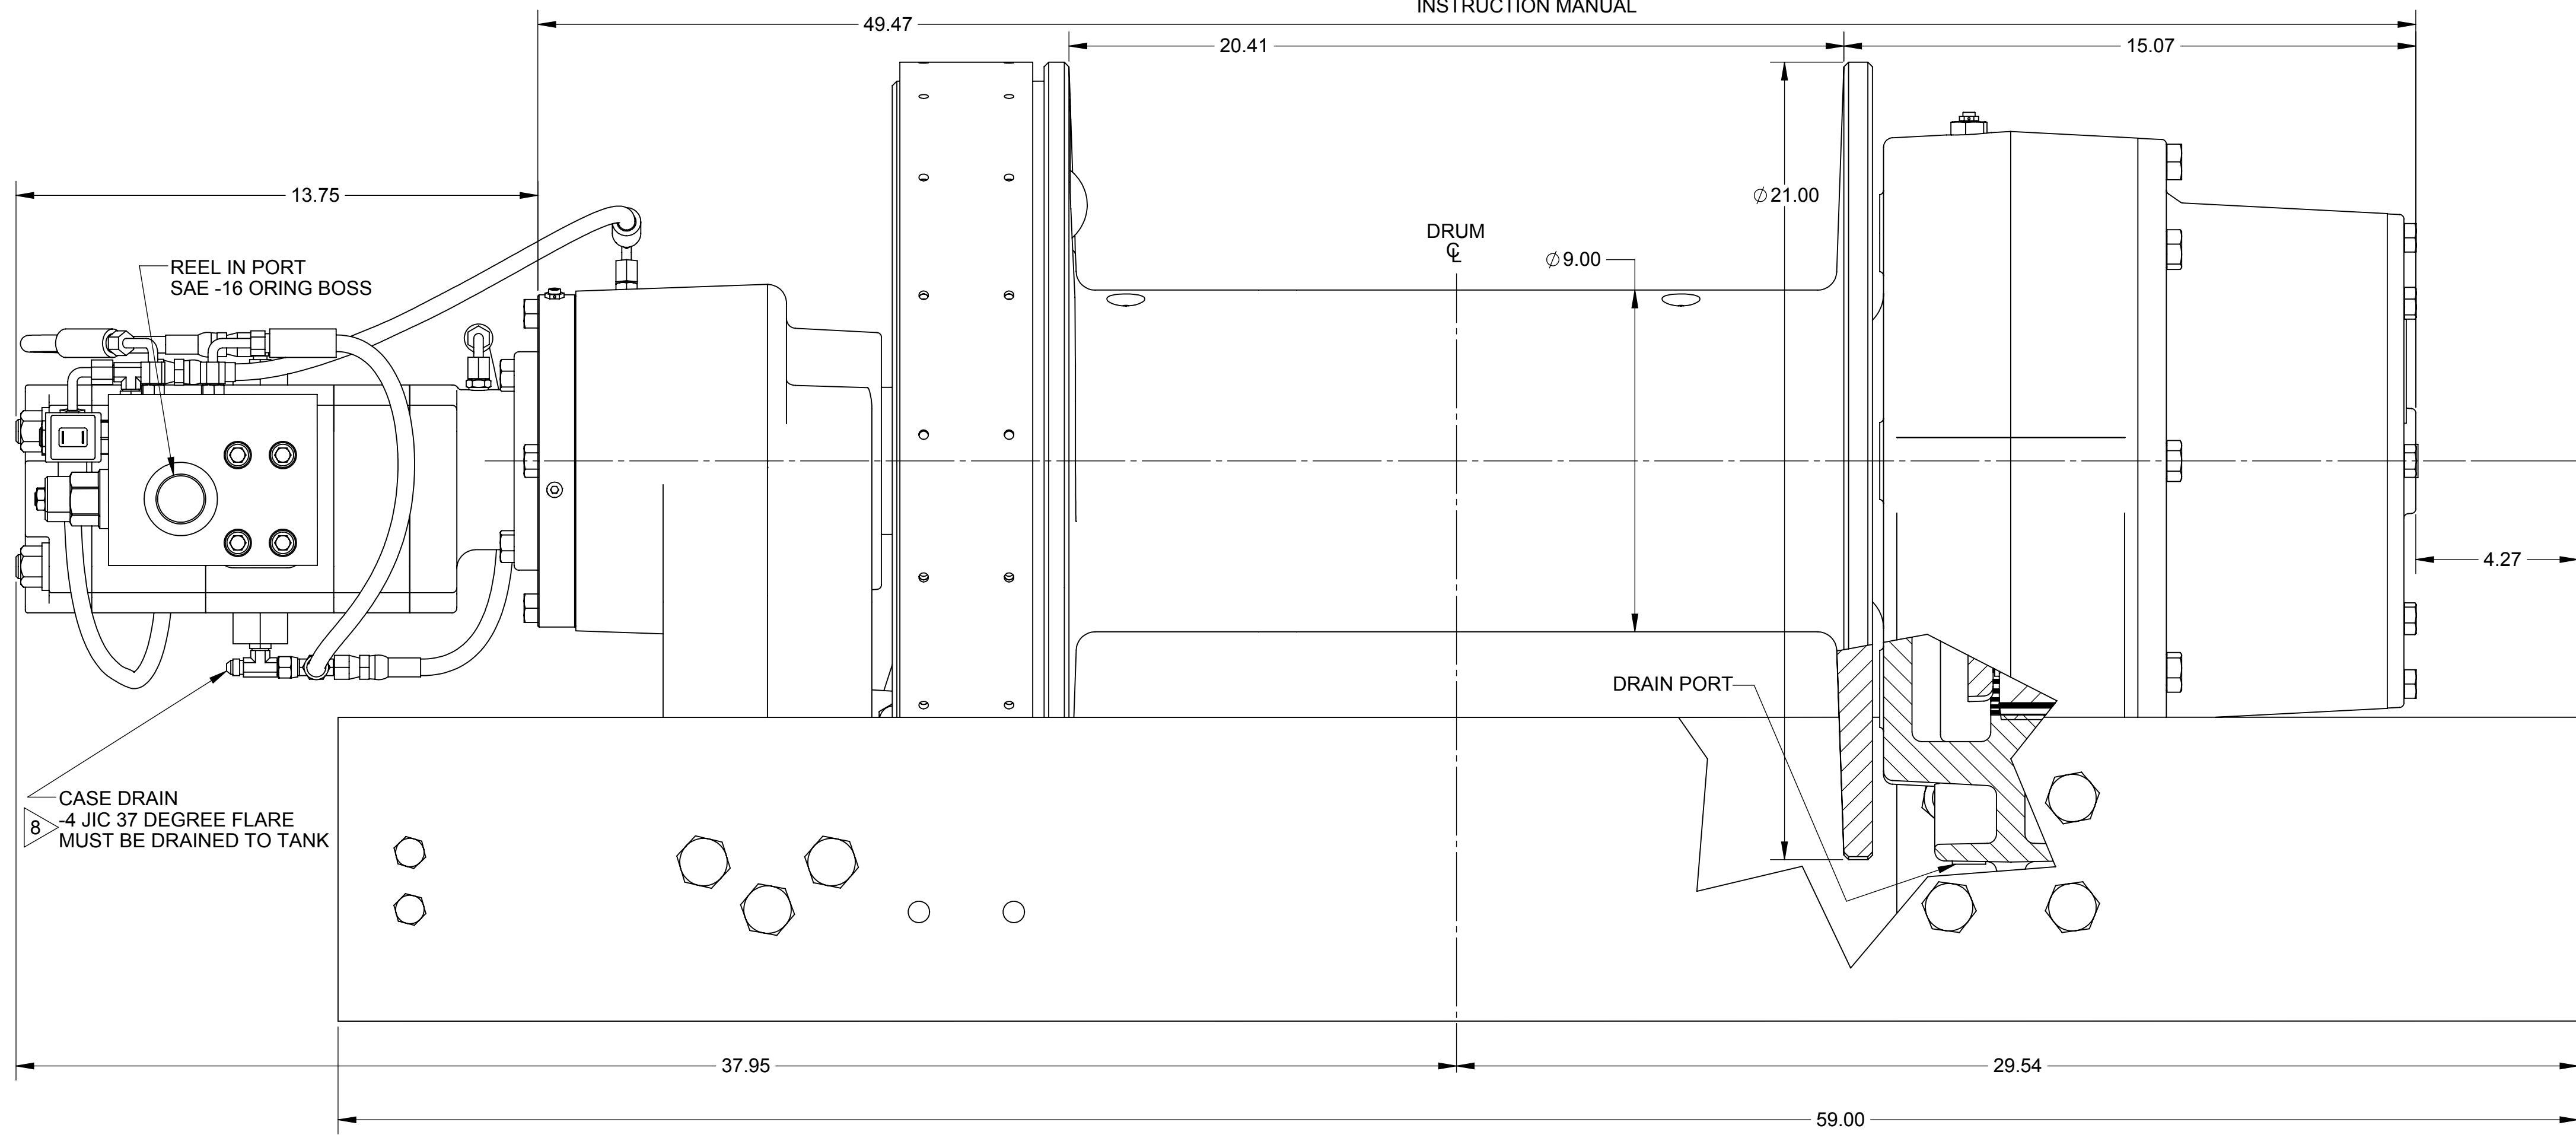 INSTRUCTION MANUAL
49.47
20.41
15.07
13.75
Ø21.00
DRUM
℄
Ø9.00
REEL IN PORT
SAE -16 ORING BOSS
4.27
DRAIN PORT
CASE DRAIN
8 -4 JIC 37 DEGREE FLARE
MUST BE DRAINED TO TANK
37.95
29.54
59.00